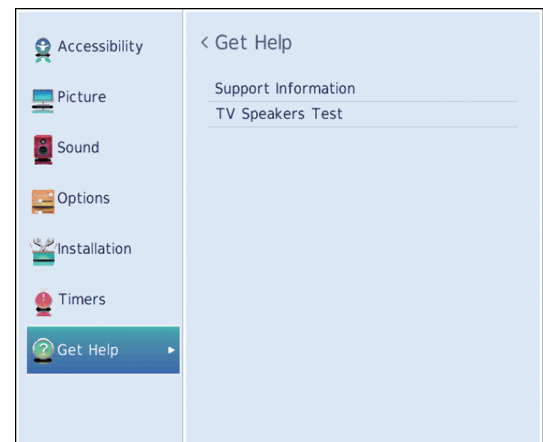 Accessibility
Picture
Sound
Options
Installation
Timers
Get Help
< Get Help
Support Information
TV Speakers Test